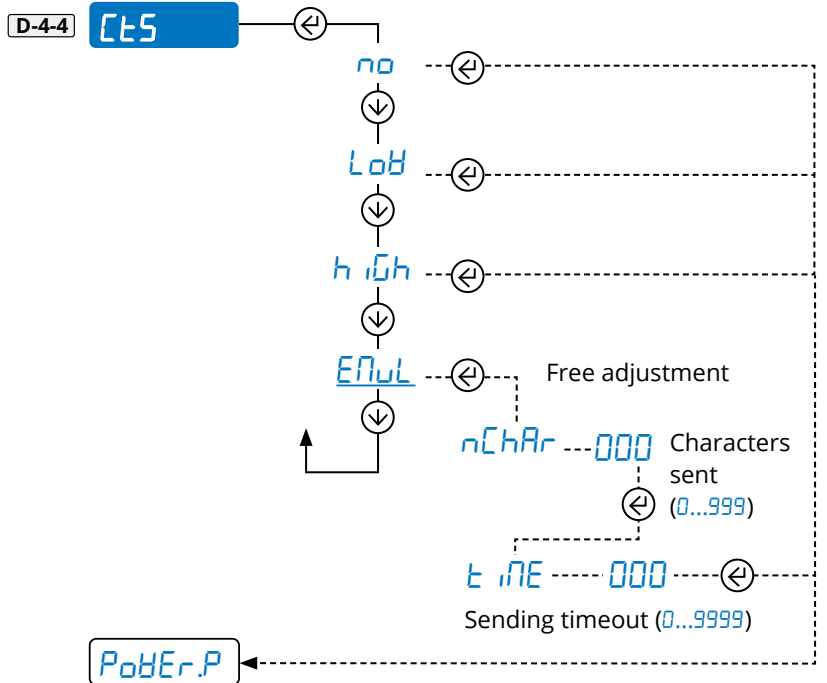 D-4-4 CtS
no
LoW
hiGh
EMuL
Free adjustment
nChAr 000 Characters
sent
(0...999)
tiME 000
Sending timeout (0...9999)
PoWEr.P